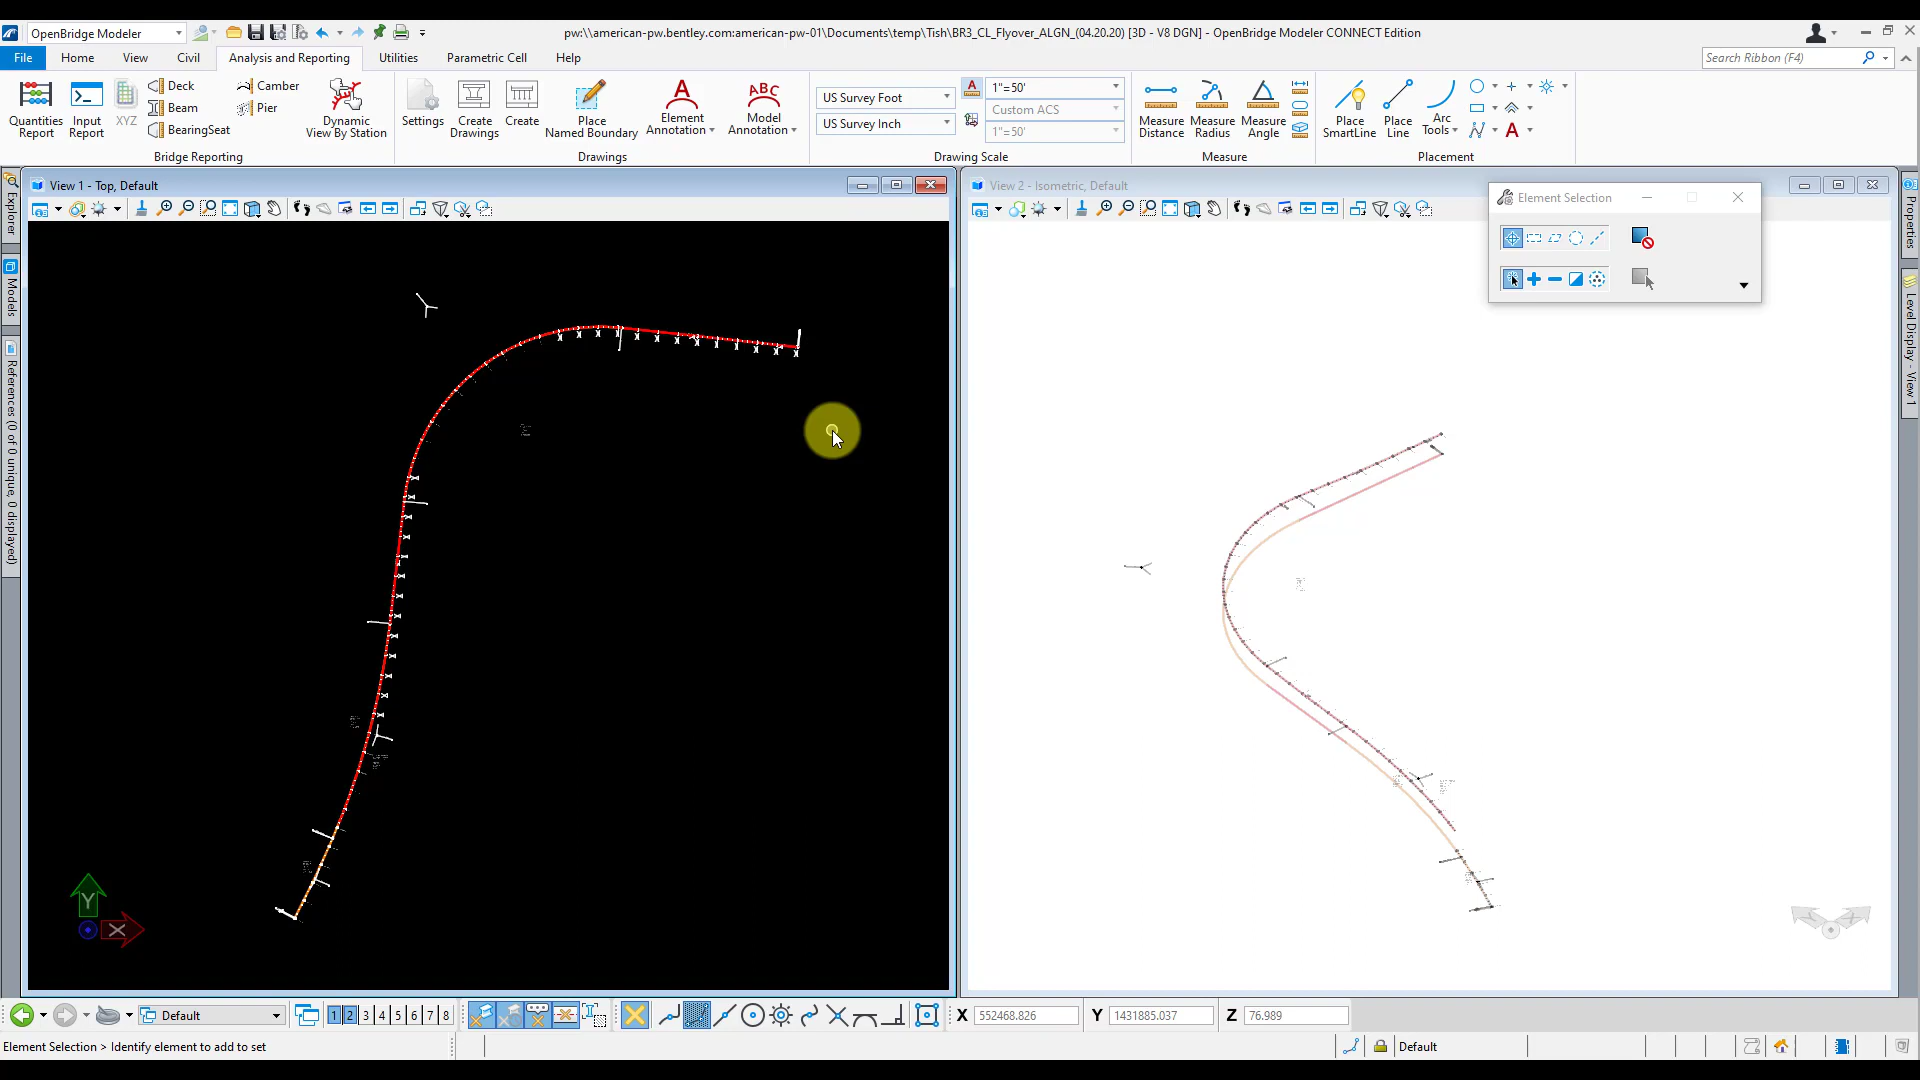 OpenBridge Modeler
pw:\\american-pw.bentley.com:american-pw-01\Documents\temp\Tish\BR3_CL_Flyover_ALGN_(04.20.20) [3D - V8 DGN] - OpenBridge Modeler CONNECT Edition
File Home View Civil Analysis and Reporting Utilities Parametric Cell Help
Search Ribbon (F4)
Quantities Report
Input Report
XYZ
Deck
Beam
BearingSeat
Camber
Pier
Dynamic View By Station
Bridge Reporting
Settings
Create Drawings
Create
Place Named Boundary
Element Annotation
Model Annotation
Drawings
US Survey Foot
US Survey Inch
1"=50'
Custom ACS
1"=50'
Drawing Scale
Measure Distance
Measure Radius
Measure Angle
Measure
Place SmartLine
Place Line
Arc Tools
Placement
Explorer
Models
References (0 of 0 unique, 0 displayed)
View 1 - Top, Default
Y
X
View 2 - Isometric, Default
Element Selection
Properties
Level Display - View 1
Default
1 2 3 4 5 6 7 8
X 552468.826
Y 1431885.037
Z 76.989
Element Selection > Identify element to add to set
Default